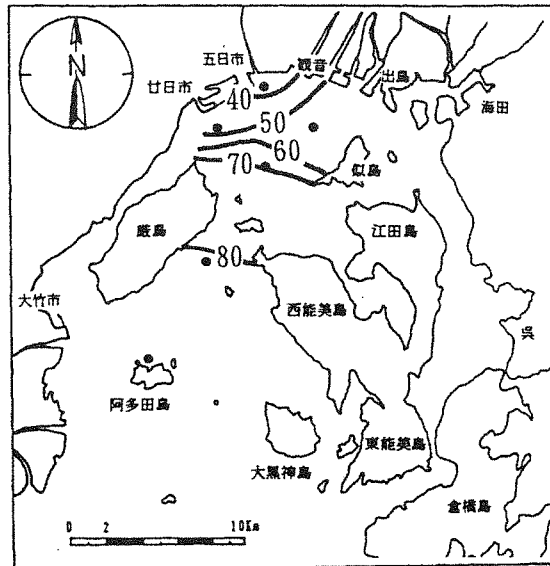 N
五日市
観音
出島
廿日市
海田
40
50
60
70
似島
厳島
江田島
80
大竹市
西能美島
呉
阿多田島
大黒神島
東能美島
倉橋島
0 2 10Km